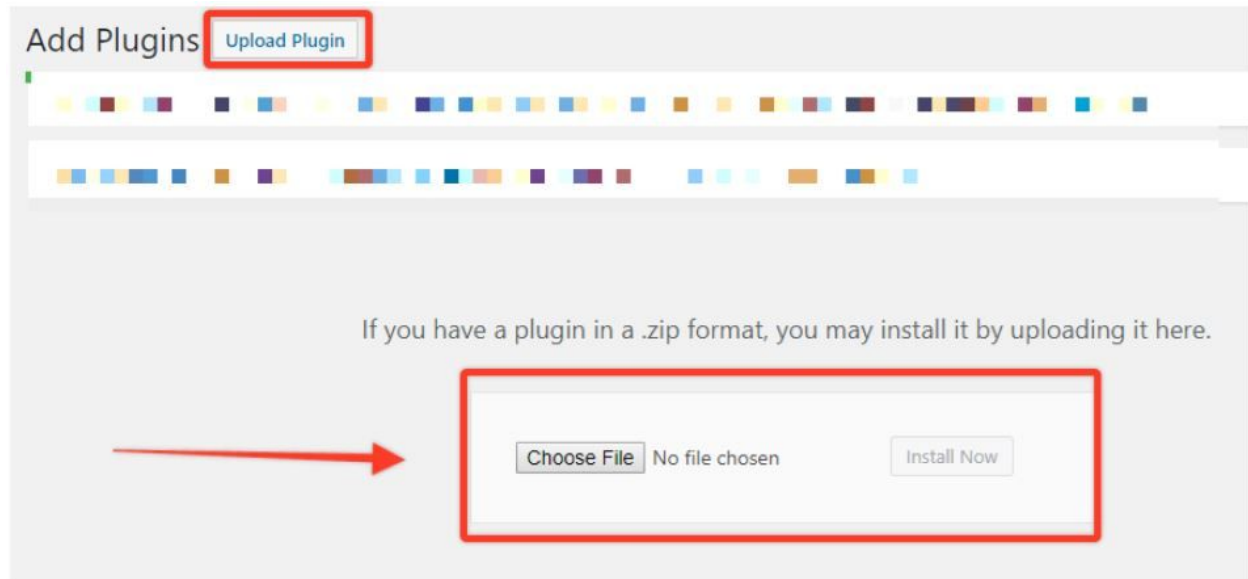 Add Plugins Upload Plugin
If you have a plugin in a .zip format, you may install it by uploading it here.
Choose File No file chosen Install Now